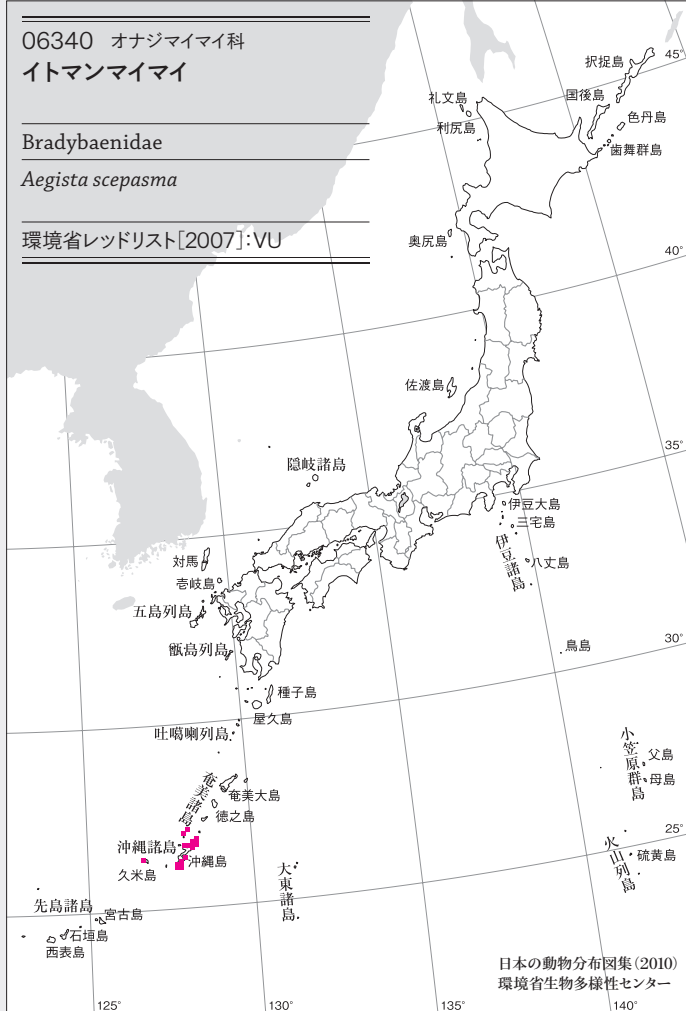 06340 オナジマイマイ科
イトマンマイマイ
Bradybaenidae
Aegista scepasma
環境省レッドリスト[2007]:VU
択捉島
45°
国後島
礼文島
色丹島
利尻島
歯舞群島
奥尻島
40°
佐渡島
35°
隠岐諸島
伊豆大島
三宅島
伊豆諸島
八丈島
対馬
壱岐島
五島列島
甑島列島
鳥島
30°
種子島
屋久島
吐噶喇列島
小笠原群島
父島
母島
奄美諸島
奄美大島
徳之島
25°
沖縄諸島
沖縄島
火山列島
硫黄島
久米島
大東諸島
先島諸島
宮古島
石垣島
西表島
日本の動物分布図集(2010)
環境省生物多様性センター
125°
130°
135°
140°